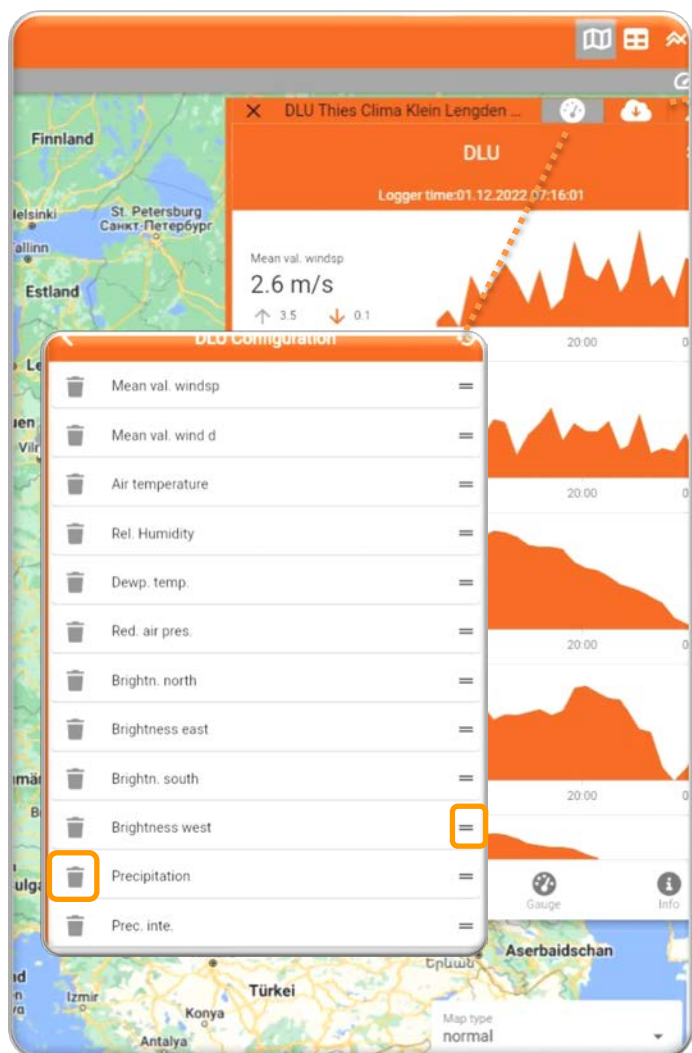 DLU Thies Clima Klein Lengden ...
Finnland
DLU
Logger time:01.12.2022 07:16:01
St. Petersburg
Санкт-Петербург
Mean val. windsp
2.6 m/s
3.5 0.1
Estland
20:00
DLU Configuration
Mean val. windsp
Mean val. wind d
Air temperature
20:00
Rel. Humidity
Dewp. temp.
Red. air pres.
20:00
Brightn. north
Brightness east
Brightn. south
20:00
Brightness west
Precipitation
Gauge
Info
Prec. inte.
Aserbaidschan
Երևան
Türkei
Izmir
Konya
Antalya
Map type
normal